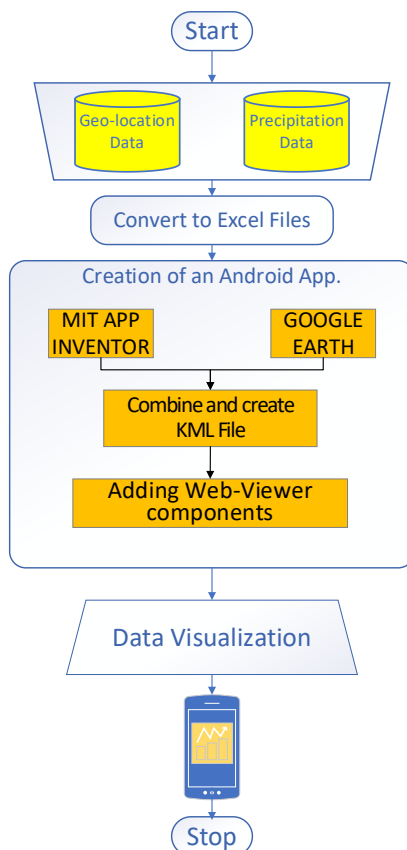 Start
Geo-location
Data
Precipitation
Data
Convert to Excel Files
Creation of an Android App.
MIT APP
INVENTOR
GOOGLE
EARTH
Combine and create
KML File
Adding Web-Viewer
components
Data Visualization
Stop